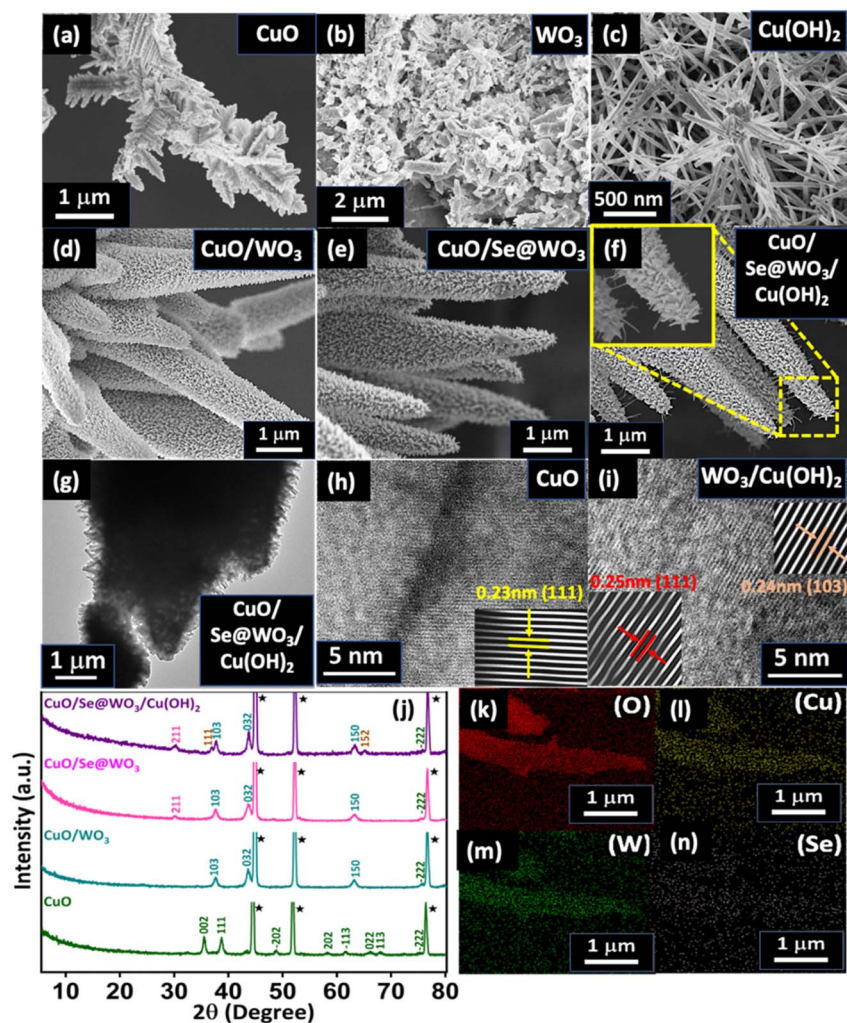 (a)
CuO
1 μm
(b)
WO3
2 μm
(c)
Cu(OH)2
500 nm
(d)
CuO/WO3
1 μm
(e)
CuO/Se@WO3
1 μm
(f)
CuO/
Se@WO3/
Cu(OH)2
1 μm
(g)
CuO/
Se@WO3/
Cu(OH)2
1 μm
(h)
CuO
0.23nm (111)
5 nm
(i)
WO3/Cu(OH)2
0.25nm (111)
0.24nm (103)
5 nm
(j)
Intensity (a.u.)
CuO/Se@WO3/Cu(OH)2
211
111
103
032
★
★
150
152
-222
★
CuO/Se@WO3
211
103
032
★
★
150
-222
★
CuO/WO3
103
032
★
★
150
-222
★
CuO
002
111
★
-202
★
202
-113
022
113
-222
★
10 20 30 40 50 60 70 80
2θ (Degree)
(k)
(O)
1 μm
(l)
(Cu)
1 μm
(m)
(W)
1 μm
(n)
(Se)
1 μm